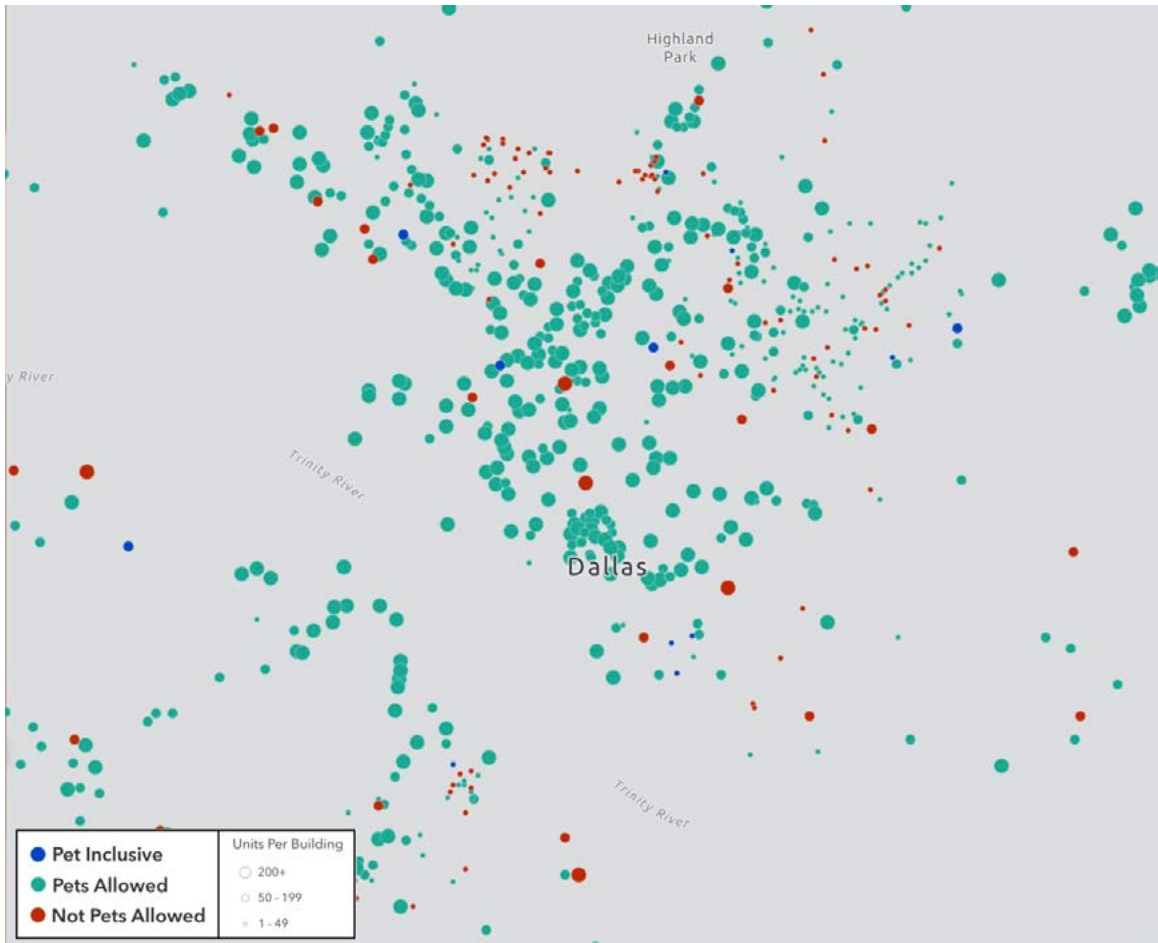 Highland
Park
y River
Trinity River
Dallas
Trinity River
Pet Inclusive
Pets Allowed
Not Pets Allowed
Units Per Building
200+
50 - 199
1 - 49